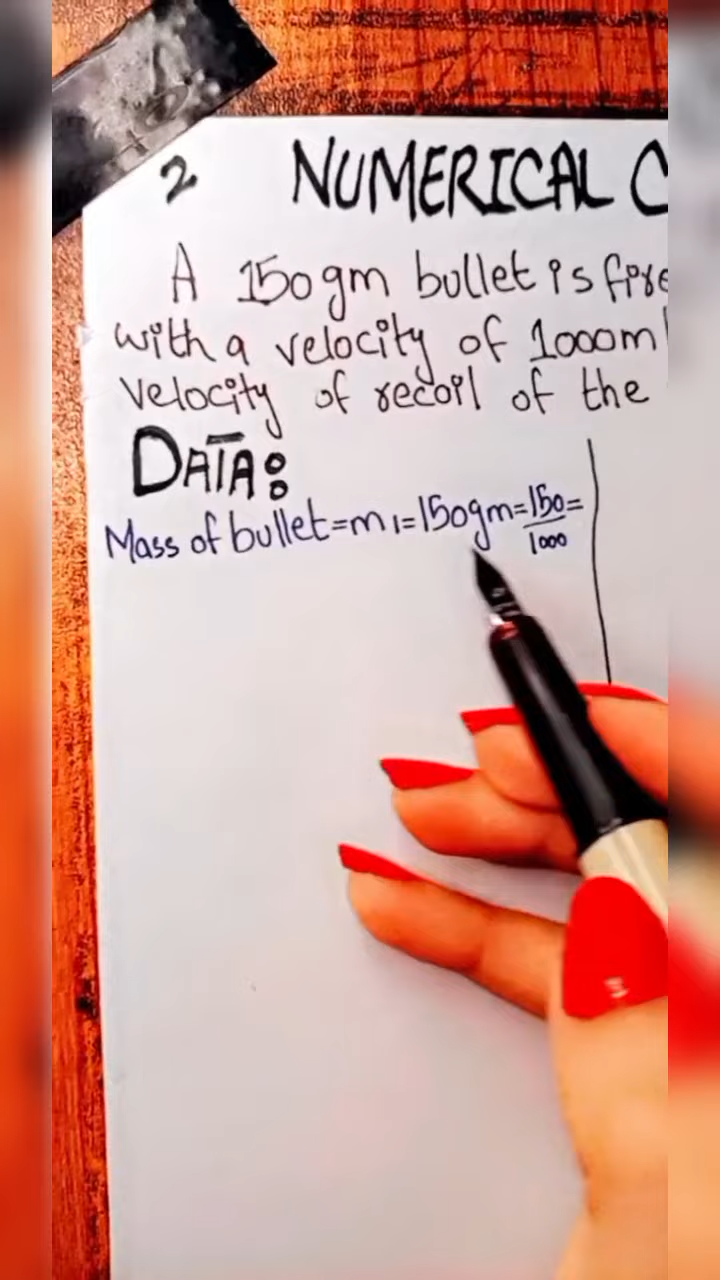 2 NUMERICAL
A 150gm bullet is fire
with a velocity of 1000m
velocity of recoil of the
DATA:
Mass of bullet=m1=150gm=150/1000=